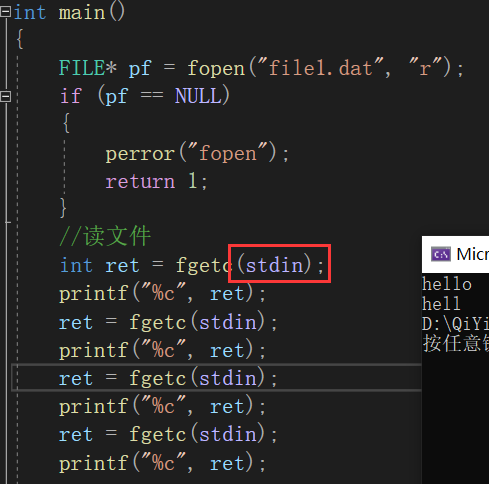 int main()
{
FILE* pf = fopen("file1.dat", "r");
if (pf == NULL)
{
perror("fopen");
return 1;
}
//读文件
int ret = fgetc(stdin);
printf("%c", ret);
ret = fgetc(stdin);
printf("%c", ret);
ret = fgetc(stdin);
printf("%c", ret);
ret = fgetc(stdin);
printf("%c", ret);
hello
hell
D:\QiYi
按任意